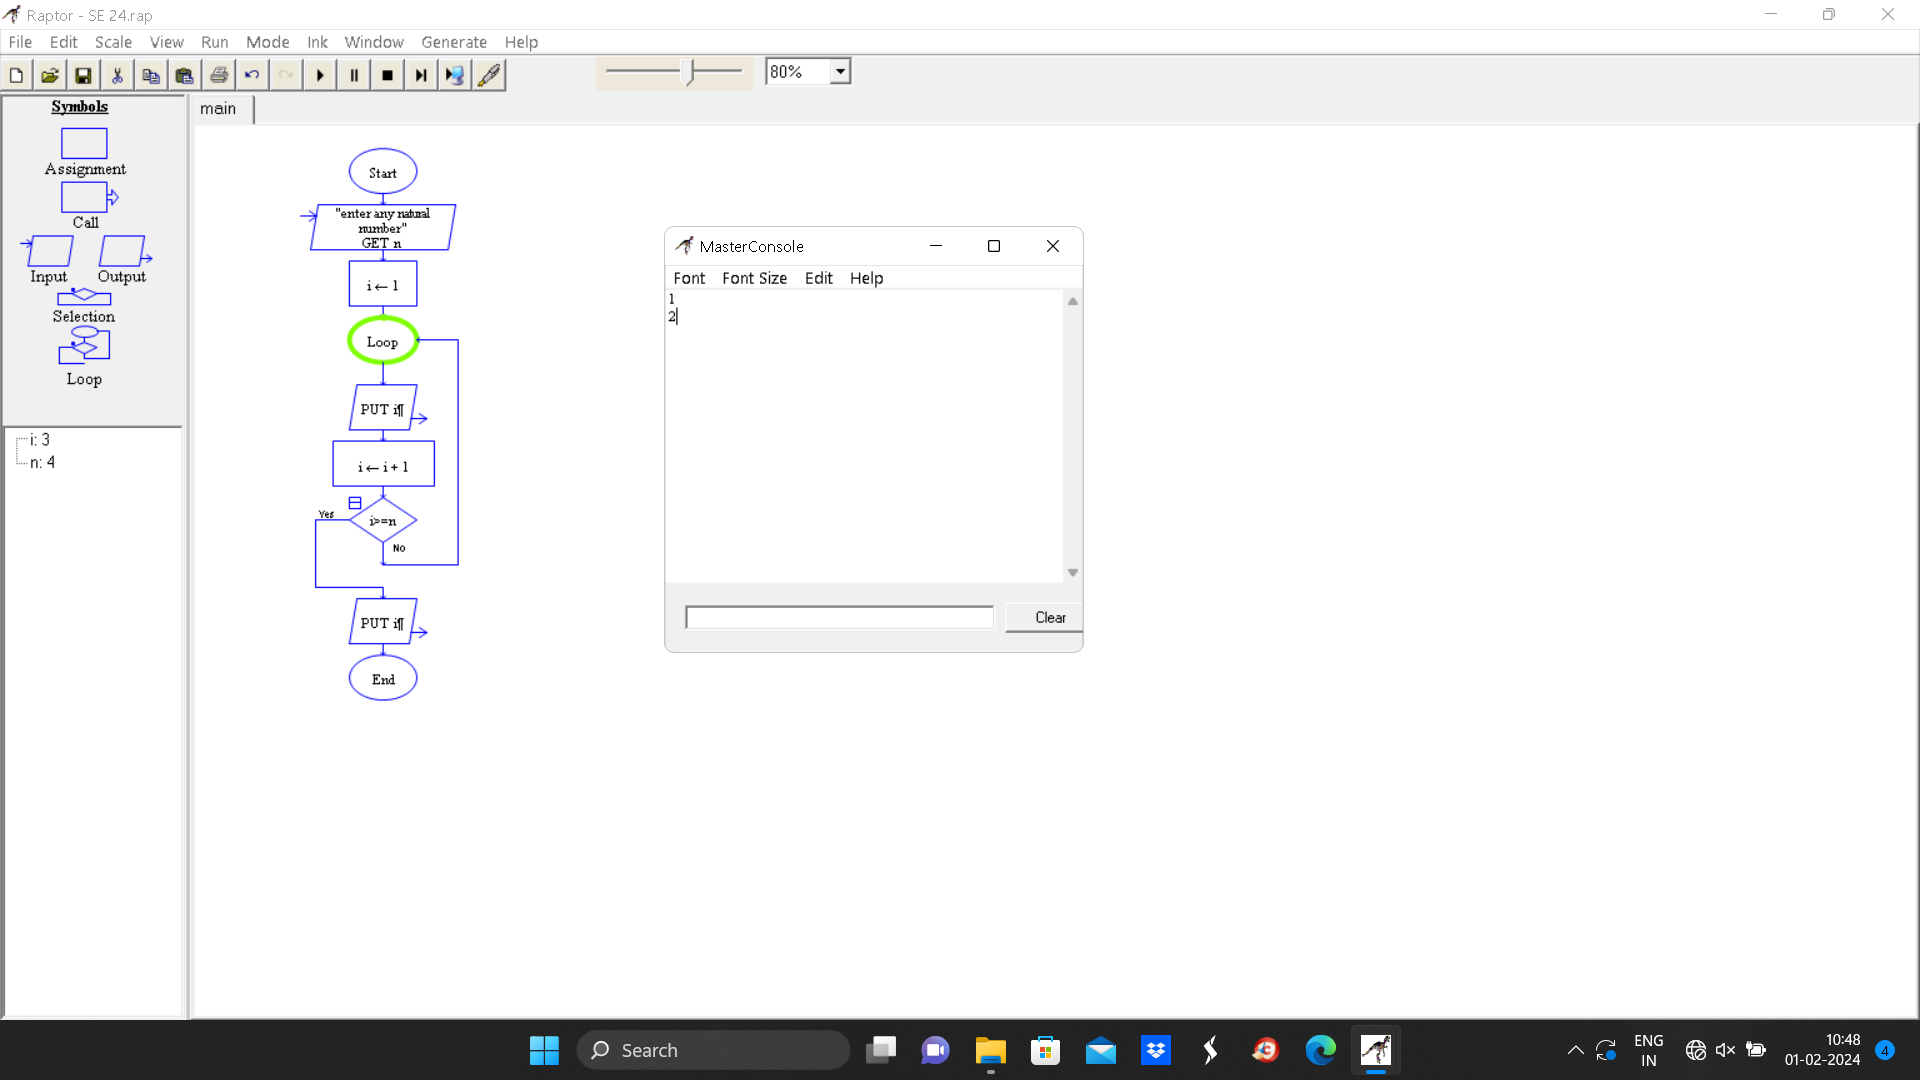 Raptor - SE 24.rap
File Edit Scale View Run Mode Ink Window Generate Help
80%
Symbols
Assignment
Call
Input Output
Selection
Loop
i: 3
n: 4
main
Start
"enter any natural
number"
GET n
i ← 1
Loop
PUT i¶
i ← i + 1
Yes
i>=n
No
PUT i¶
End
MasterConsole
Font Font Size Edit Help
1
2
Clear
Search
ENG
IN
10:48
01-02-2024
4